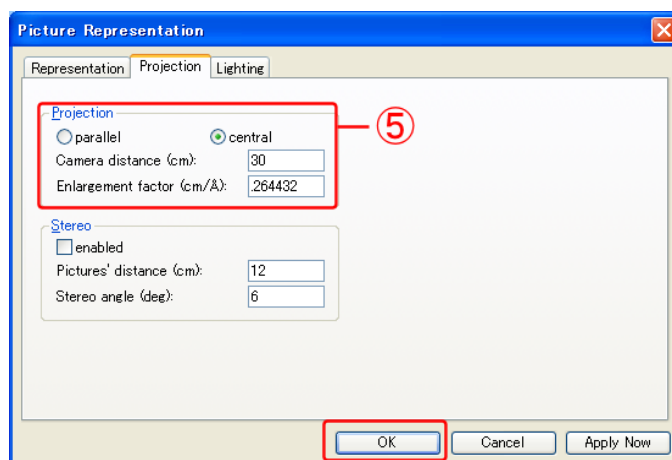 Picture Representation
Representation Projection Lighting
Projection
parallel central
Camera distance (cm): 30
Enlargement factor (cm/Å): .264432
⑤
Stereo
enabled
Pictures' distance (cm): 12
Stereo angle (deg): 6
OK Cancel Apply Now